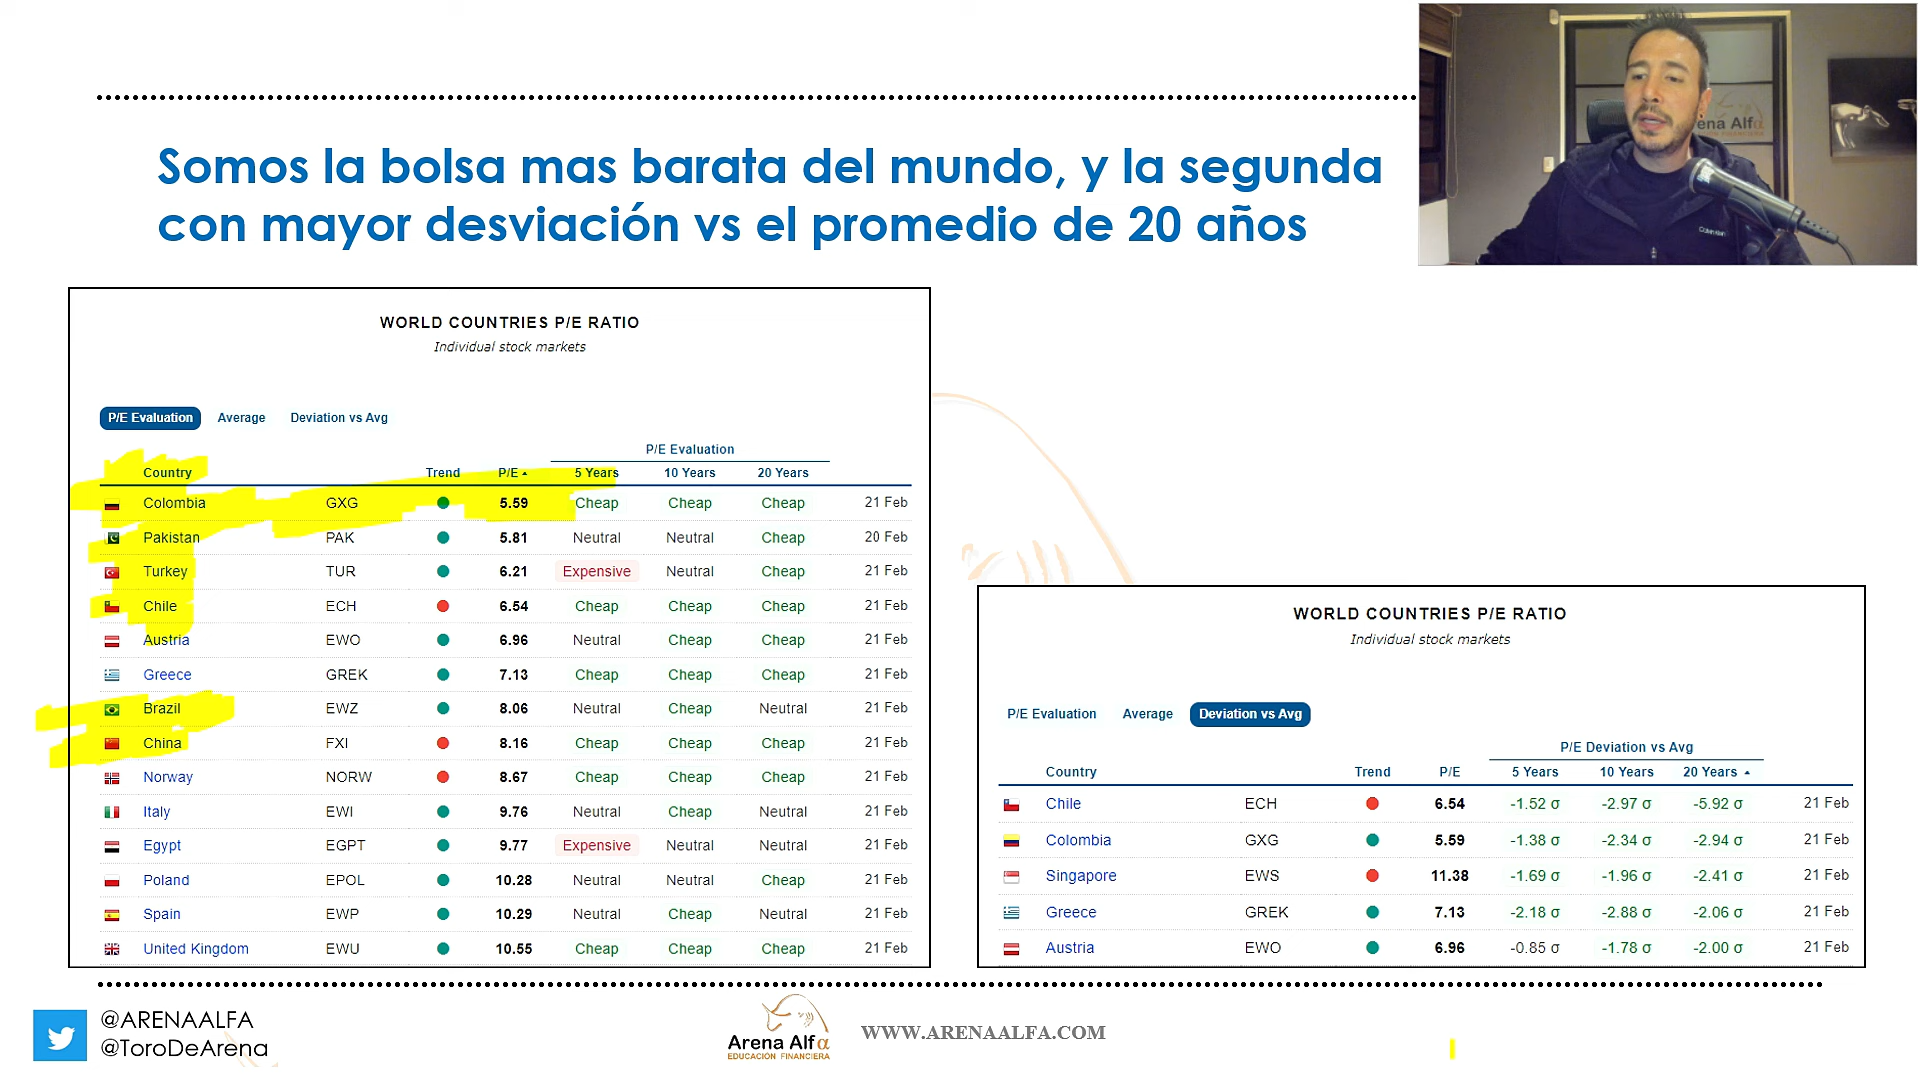 Somos la bolsa mas barata del mundo, y la segunda
con mayor desviación vs el promedio de 20 años
ena Alfα
Calvin Klein
WORLD COUNTRIES P/E RATIO
Individual stock markets
P/E Evaluation Average Deviation vs Avg
P/E Evaluation
Country Trend P/E 5 Years 10 Years 20 Years
Colombia GXG 5.59 Cheap Cheap Cheap 21 Feb
Pakistan PAK 5.81 Neutral Neutral Cheap 20 Feb
Turkey TUR 6.21 Expensive Neutral Cheap 21 Feb
Chile ECH 6.54 Cheap Cheap Cheap 21 Feb
Austria EWO 6.96 Neutral Cheap Cheap 21 Feb
Greece GREK 7.13 Cheap Cheap Cheap 21 Feb
Brazil EWZ 8.06 Neutral Cheap Neutral 21 Feb
China FXI 8.16 Cheap Cheap Cheap 21 Feb
Norway NORW 8.67 Cheap Cheap Cheap 21 Feb
Italy EWI 9.76 Neutral Cheap Neutral 21 Feb
Egypt EGPT 9.77 Expensive Neutral Neutral 21 Feb
Poland EPOL 10.28 Neutral Neutral Cheap 21 Feb
Spain EWP 10.29 Neutral Cheap Neutral 21 Feb
United Kingdom EWU 10.55 Cheap Cheap Cheap 21 Feb
WORLD COUNTRIES P/E RATIO
Individual stock markets
P/E Evaluation Average Deviation vs Avg
P/E Deviation vs Avg
Country Trend P/E 5 Years 10 Years 20 Years
Chile ECH 6.54 -1.52 σ -2.97 σ -5.92 σ 21 Feb
Colombia GXG 5.59 -1.38 σ -2.34 σ -2.94 σ 21 Feb
Singapore EWS 11.38 -1.69 σ -1.96 σ -2.41 σ 21 Feb
Greece GREK 7.13 -2.18 σ -2.88 σ -2.06 σ 21 Feb
Austria EWO 6.96 -0.85 σ -1.78 σ -2.00 σ 21 Feb
@ARENAALFA
@ToroDeArena
Arena Alfα
EDUCACIÓN FINANCIERA
WWW.ARENAALFA.COM